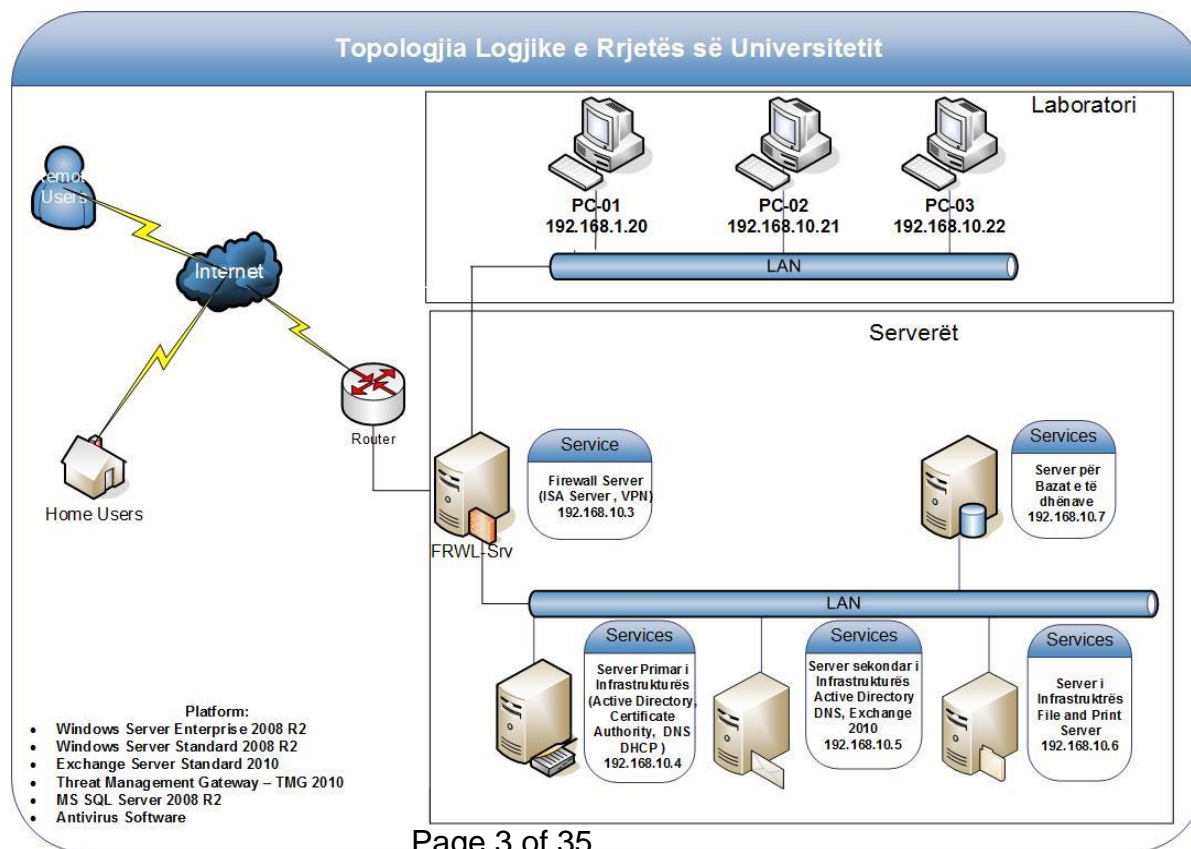 Topologjia Logjike e Rrjetës së Universitetit
Laboratori
PC-01
192.168.1.20
PC-02
192.168.10.21
PC-03
192.168.10.22
LAN
Users
Internet
Router
Home Users
Serverët
Service
Firewall Server
(ISA Server , VPN)
192.168.10.3
FRWL-Srv
Services
Server për
Bazat e të
dhënave
192.168.10.7
LAN
Services
Server Primar i
Infrastrukturës
(Active Directory,
Certificate
Authority, DNS
DHCP )
192.168.10.4
Services
Server sekondar i
Infrastrukturës
Active Directory
DNS, Exchange
2010
192.168.10.5
Services
Server i
Infrastruktrës
File and Print
Server
192.168.10.6
Platform:
• Windows Server Enterprise 2008 R2
• Windows Server Standard 2008 R2
• Exchange Server Standard 2010
• Threat Management Gateway – TMG 2010
• MS SQL Server 2008 R2
• Antivirus Software
Page 3 of 35